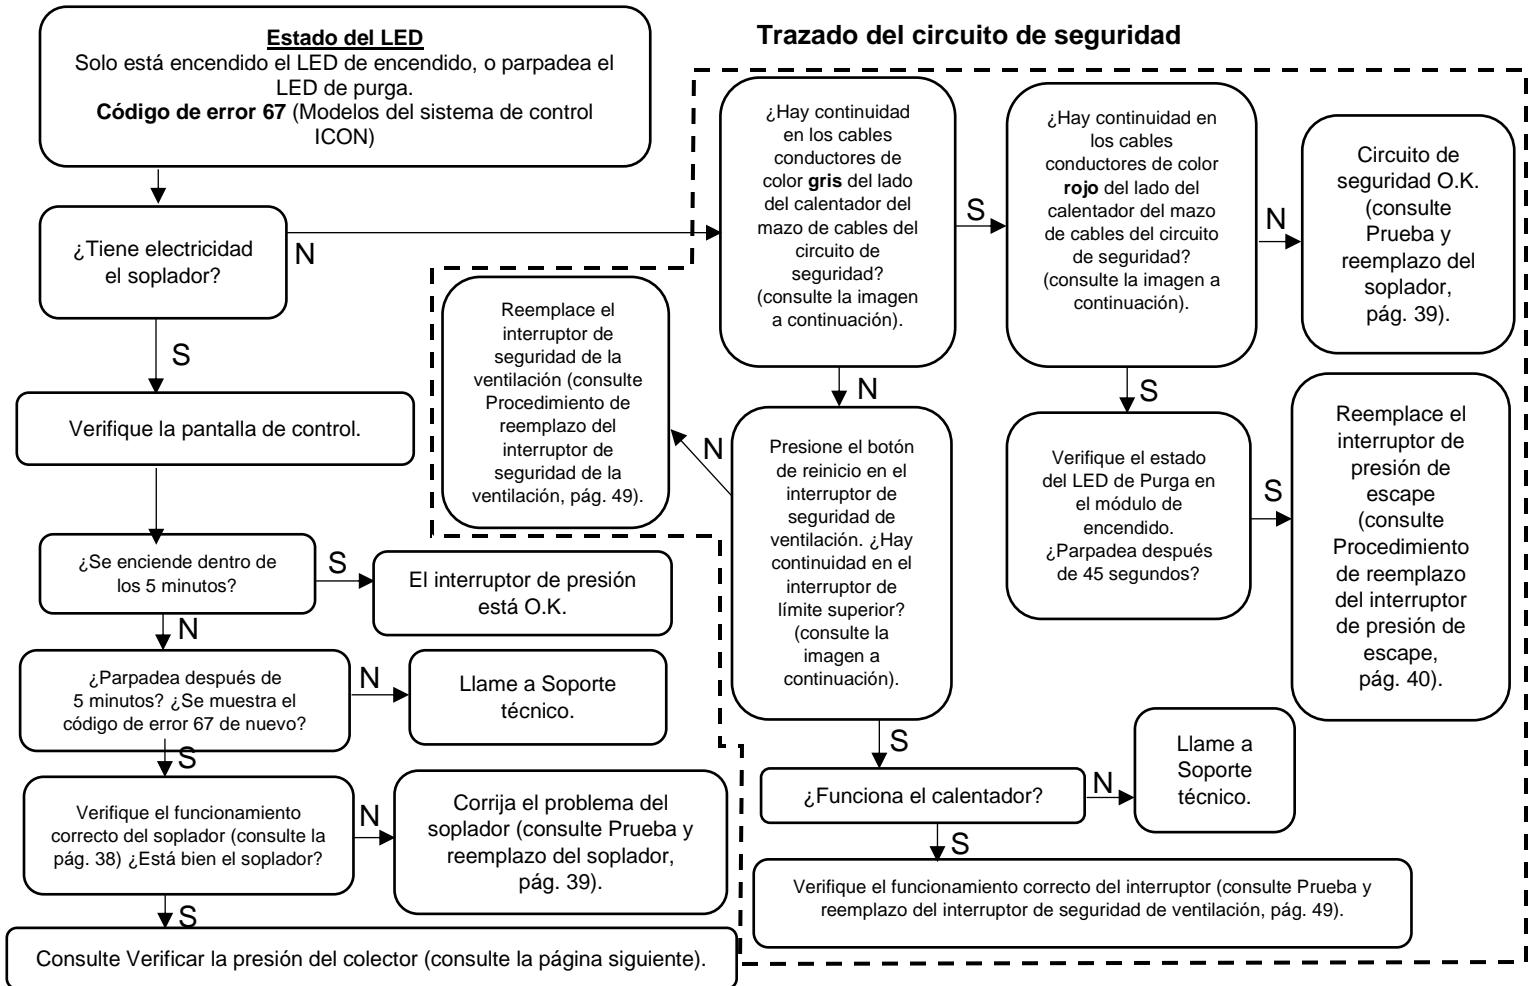 Estado del LED
Solo está encendido el LED de encendido, o parpadea el
LED de purga.
Código de error 67 (Modelos del sistema de control
ICON)
¿Tiene electricidad
el soplador?
N
S
Verifique la pantalla de control.
¿Se enciende dentro de
los 5 minutos?
S
El interruptor de presión
está O.K.
N
¿Parpadea después de
5 minutos? ¿Se muestra el
código de error 67 de nuevo?
N
Llame a Soporte
técnico.
S
Verifique el funcionamiento
correcto del soplador (consulte la
pág. 38) ¿Está bien el soplador?
N
Corrija el problema del
soplador (consulte Prueba y
reemplazo del soplador,
pág. 39).
S
Consulte Verificar la presión del colector (consulte la página siguiente).
Trazado del circuito de seguridad
¿Hay continuidad
en los cables
conductores de
color gris del lado
del calentador del
mazo de cables del
circuito de
seguridad?
(consulte la imagen
a continuación).
S
¿Hay continuidad en
los cables
conductores de color
rojo del lado del
calentador del mazo
de cables del circuito
de seguridad?
(consulte la imagen
a continuación).
N
Circuito de
seguridad O.K.
(consulte
Prueba y
reemplazo del
soplador,
pág. 39).
N
S
Reemplace el
interruptor de
seguridad de la
ventilación (consulte
Procedimiento de
reemplazo del
interruptor de
seguridad de la
ventilación, pág. 49).
N
Presione el botón
de reinicio en el
interruptor de
seguridad de
ventilación. ¿Hay
continuidad en el
interruptor de
límite superior?
(consulte la
imagen a
continuación).
Verifique el estado
del LED de Purga en
el módulo de
encendido.
¿Parpadea después
de 45 segundos?
S
Reemplace el
interruptor de
presión de
escape
(consulte
Procedimiento
de reemplazo
del interruptor
de presión de
escape,
pág. 40).
S
¿Funciona el calentador?
N
Llame a
Soporte
técnico.
S
Verifique el funcionamiento correcto del interruptor (consulte Prueba y
reemplazo del interruptor de seguridad de ventilación, pág. 49).